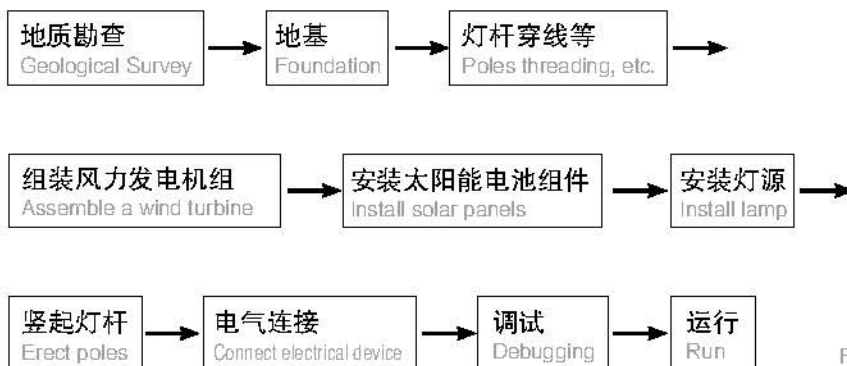 地质勘查
Geological Survey
地基
Foundation
灯杆穿线等
Poles threading, etc.
组装风力发电机组
Assemble a wind turbine
安装太阳能电池组件
Install solar panels
安装灯源
Install lamp
竖起灯杆
Erect poles
电气连接
Connect electrical device
调试
Debugging
运行
Run